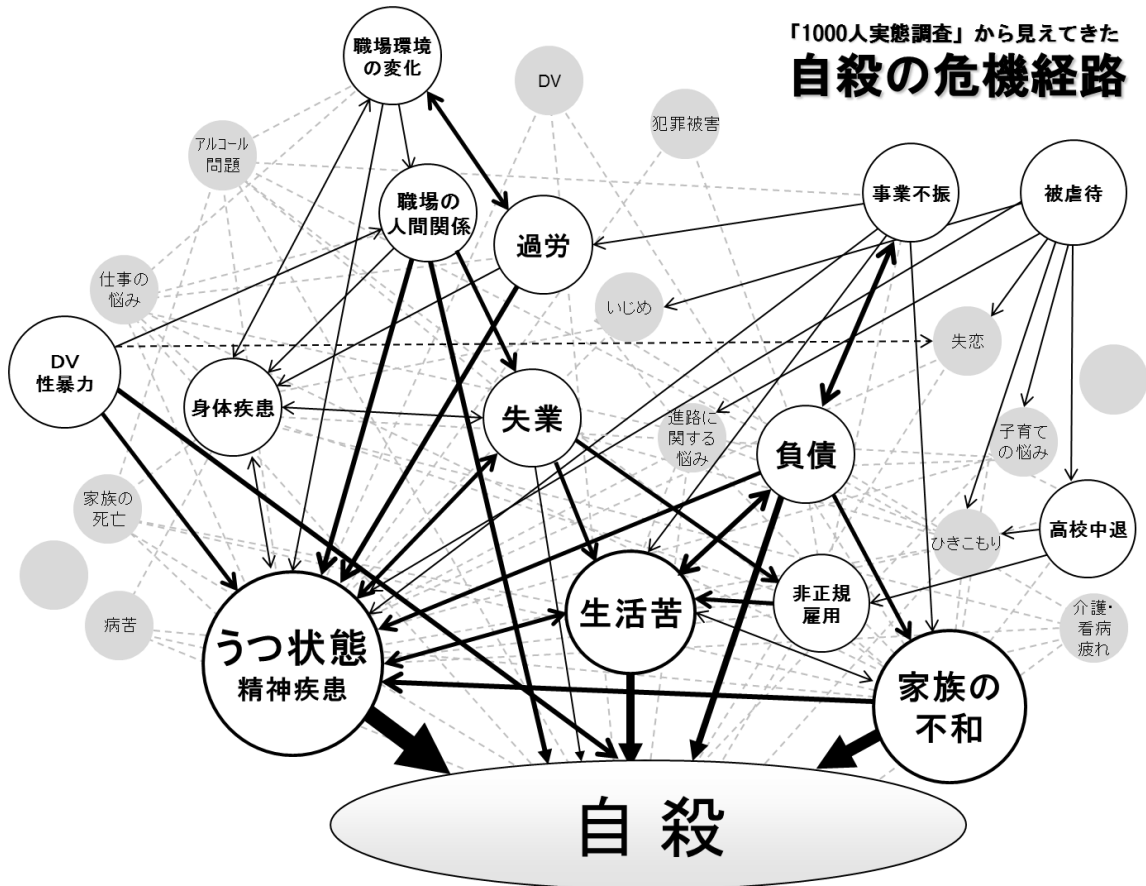 「1000人実態調査」から見えてきた
自殺の危機経路
職場環境
の変化
DV
犯罪被害
アルコール
問題
職場の
人間関係
過労
事業不振
被虐待
仕事の
悩み
いじめ
失恋
DV
性暴力
身体疾患
失業
進路に
関する
悩み
負債
子育て
の悩み
家族の
死亡
ひきこもり
高校中退
病苦
うつ状態
精神疾患
生活苦
非正規
雇用
介護・
看病
疲れ
家族の
不和
自殺